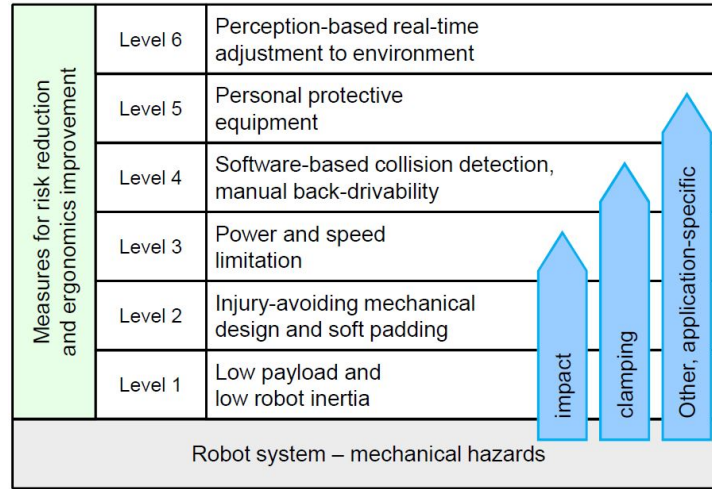 Measures for risk reduction
and ergonomics improvement
Level 6
Perception-based real-time
adjustment to environment
Level 5
Personal protective
equipment
Level 4
Software-based collision detection,
manual back-drivability
Level 3
Power and speed
limitation
Level 2
Injury-avoiding mechanical
design and soft padding
Level 1
Low payload and
low robot inertia
impact
clamping
Other, application-specific
Robot system – mechanical hazards